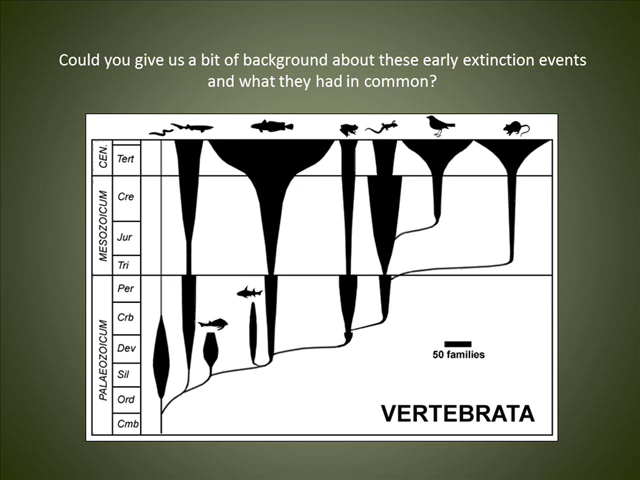 Could you give us a bit of background about these early extinction events
and what they had in common?
CEN.
Tert
MESOZOICUM
Cre
Jur
Tri
PALAEOZOICUM
Per
Crb
Dev
Sil
Ord
Cmb
50 families
VERTEBRATA